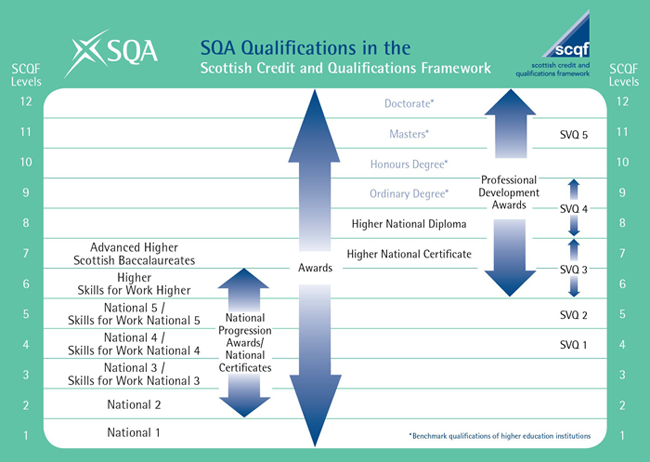 SQA
SQA Qualifications in the
Scottish Credit and Qualifications Framework
scqf
scottish credit and
qualifications framework
SCQF
Levels
SCQF
Levels
12
Doctorate*
12
11
Masters*
SVQ 5
11
10
Honours Degree*
10
9
Ordinary Degree*
Professional
Development
Awards
9
SVQ 4
8
Higher National Diploma
8
7
Advanced Higher
Scottish Baccalaureates
Higher National Certificate
7
Awards
SVQ 3
6
Higher
Skills for Work Higher
6
5
National 5 /
Skills for Work National 5
National
Progression
Awards/
National
Certificates
SVQ 2
5
4
National 4 /
Skills for Work National 4
SVQ 1
4
3
National 3 /
Skills for Work National 3
3
2
National 2
2
1
National 1
*Benchmark qualifications of higher education institutions
1